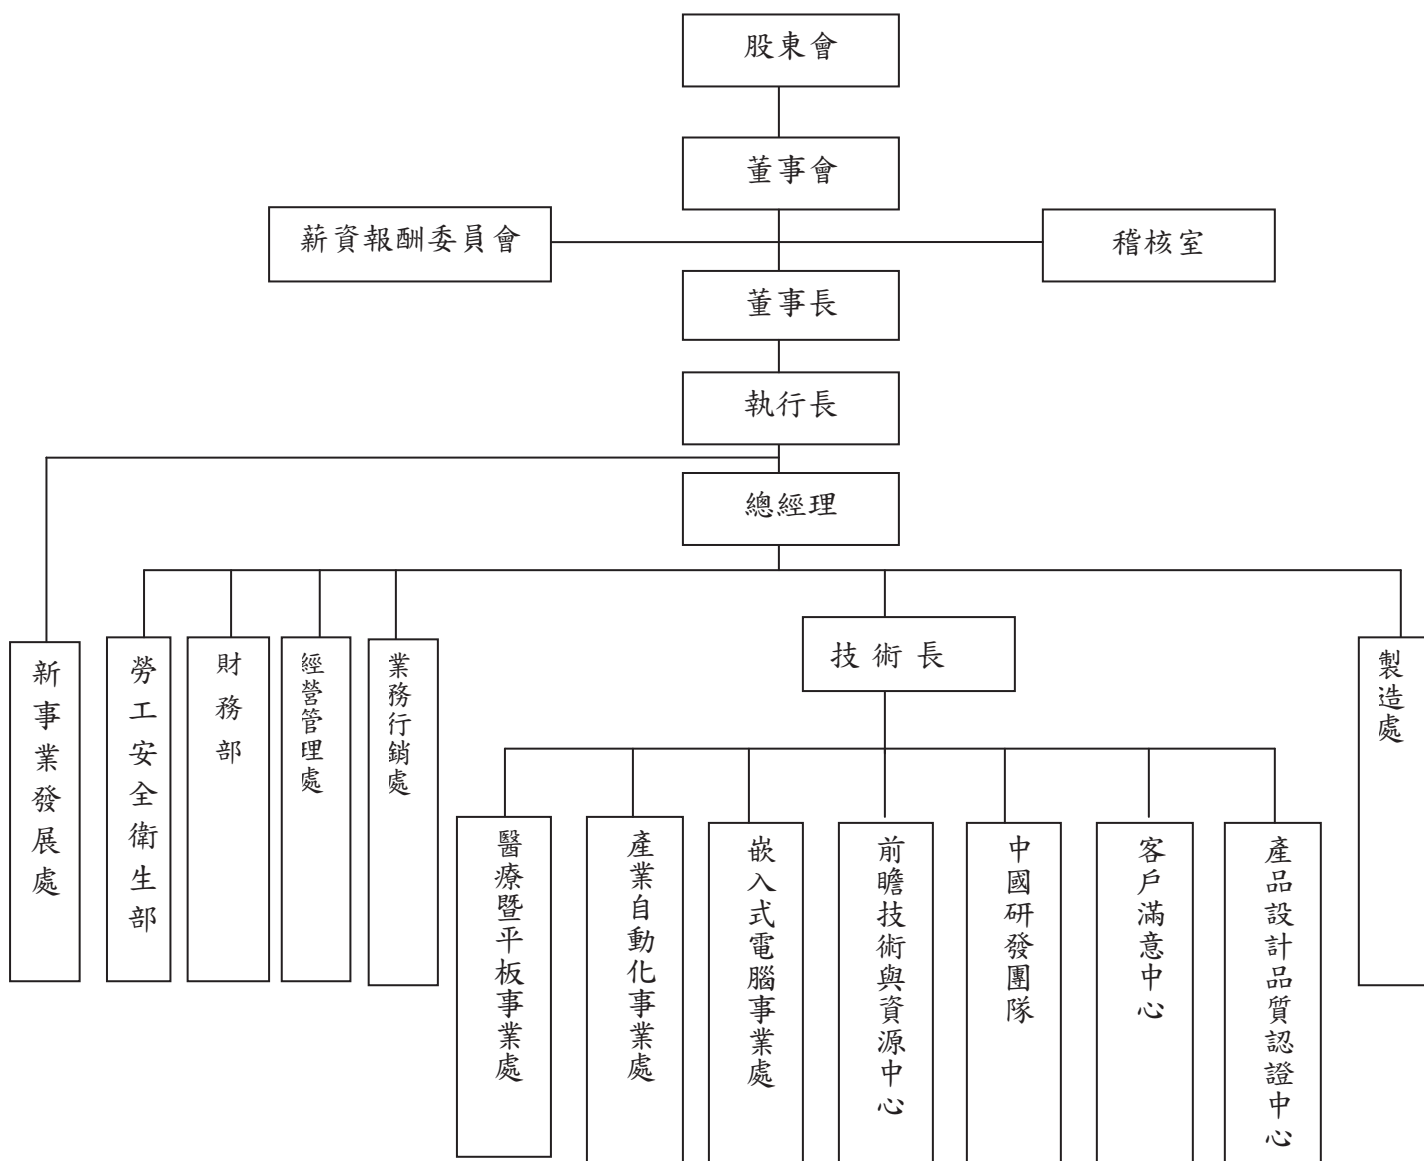 股東會
董事會
薪資報酬委員會
稽核室
董事長
執行長
總經理
技術長
新事業發展處
勞工安全衛生部
財務部
經營管理處
業務行銷處
製造處
醫療暨平板事業處
產業自動化事業處
嵌入式電腦事業處
前瞻技術與資源中心
中國研發團隊
客戶滿意中心
產品設計品質認證中心